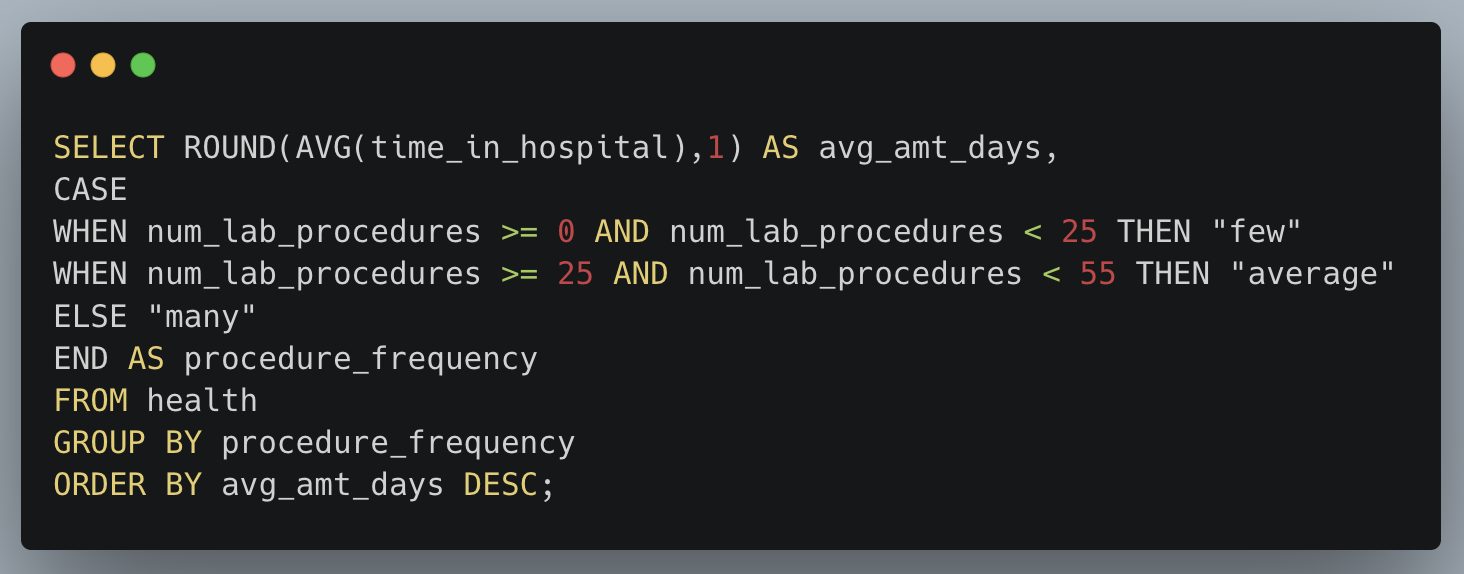 SELECT ROUND(AVG(time_in_hospital),1) AS avg_amt_days,
CASE
WHEN num_lab_procedures >= 0 AND num_lab_procedures < 25 THEN "few"
WHEN num_lab_procedures >= 25 AND num_lab_procedures < 55 THEN "average"
ELSE "many"
END AS procedure_frequency
FROM health
GROUP BY procedure_frequency
ORDER BY avg_amt_days DESC;